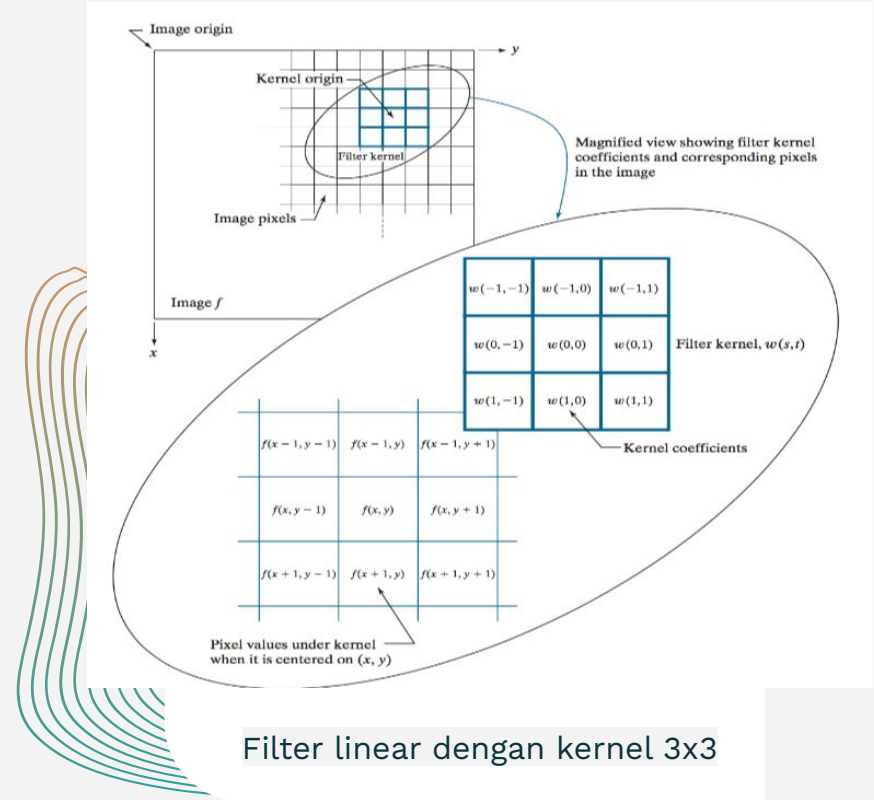 Image origin
y
Kernel origin
Filter kernel
Magnified view showing filter kernel
coefficients and corresponding pixels
in the image
Image pixels
Image f
x
w(−1,−1) w(−1,0) w(−1,1)
w(0,−1) w(0,0) w(0,1)
Filter kernel, w(s,t)
w(1,−1) w(1,0) w(1,1)
Kernel coefficients
f(x − 1, y − 1) f(x − 1, y) f(x − 1, y + 1)
f(x, y − 1) f(x, y) f(x, y + 1)
f(x + 1, y − 1) f(x + 1, y) f(x + 1, y + 1)
Pixel values under kernel
when it is centered on (x, y)
Filter linear dengan kernel 3x3